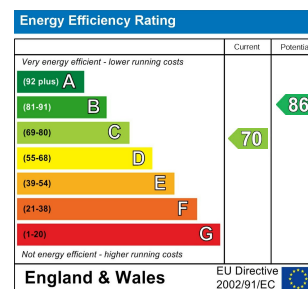 Energy Efficiency Rating
Current
Very energy efficient - lower running costs
(92 plus) A
(81-91) B
86
(69-80) C
70
(55-68) D
(39-54) E
(21-38) F
(1-20) G
Not energy efficient - higher running costs
England & Wales
EU Directive
2002/91/EC